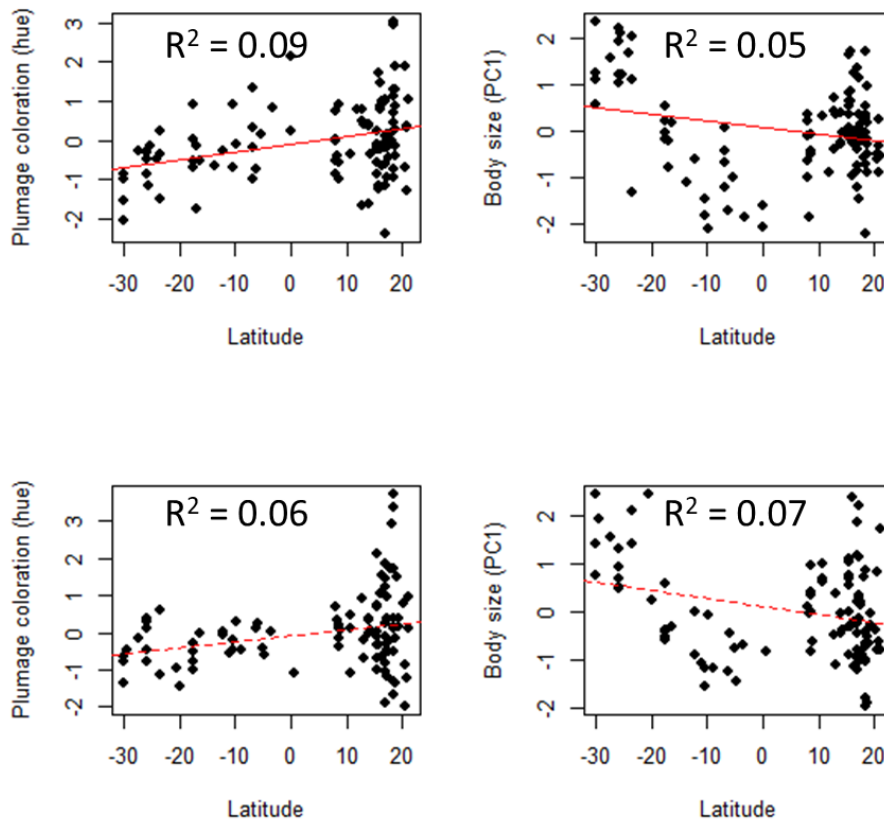 R² = 0.09
Plumage coloration (hue)
3
2
1
0
-1
-2
-30 -20 -10 0 10 20
Latitude
R² = 0.05
Body size (PC1)
2
1
0
-1
-2
-30 -20 -10 0 10 20
Latitude
R² = 0.06
Plumage coloration (hue)
3
2
1
0
-1
-2
-30 -20 -10 0 10 20
Latitude
R² = 0.07
Body size (PC1)
2
1
0
-1
-2
-30 -20 -10 0 10 20
Latitude